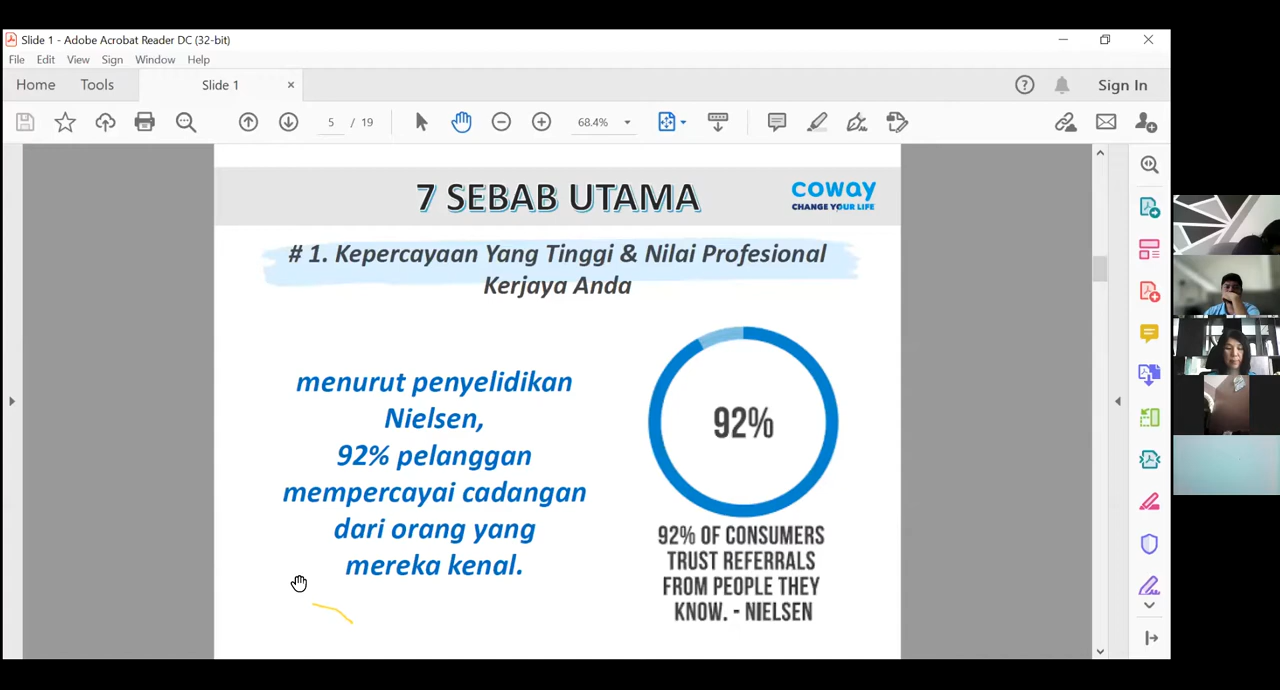 Slide 1 - Adobe Acrobat Reader DC (32-bit)
File Edit View Sign Window Help
Home Tools Slide 1 × Sign In
5 / 19 68.4%
7 SEBAB UTAMA
coway
CHANGE YOUR LIFE
# 1. Kepercayaan Yang Tinggi & Nilai Profesional
Kerjaya Anda
menurut penyelidikan
Nielsen,
92% pelanggan
mempercayai cadangan
dari orang yang
mereka kenal.
92%
92% OF CONSUMERS
TRUST REFERRALS
FROM PEOPLE THEY
KNOW. - NIELSEN